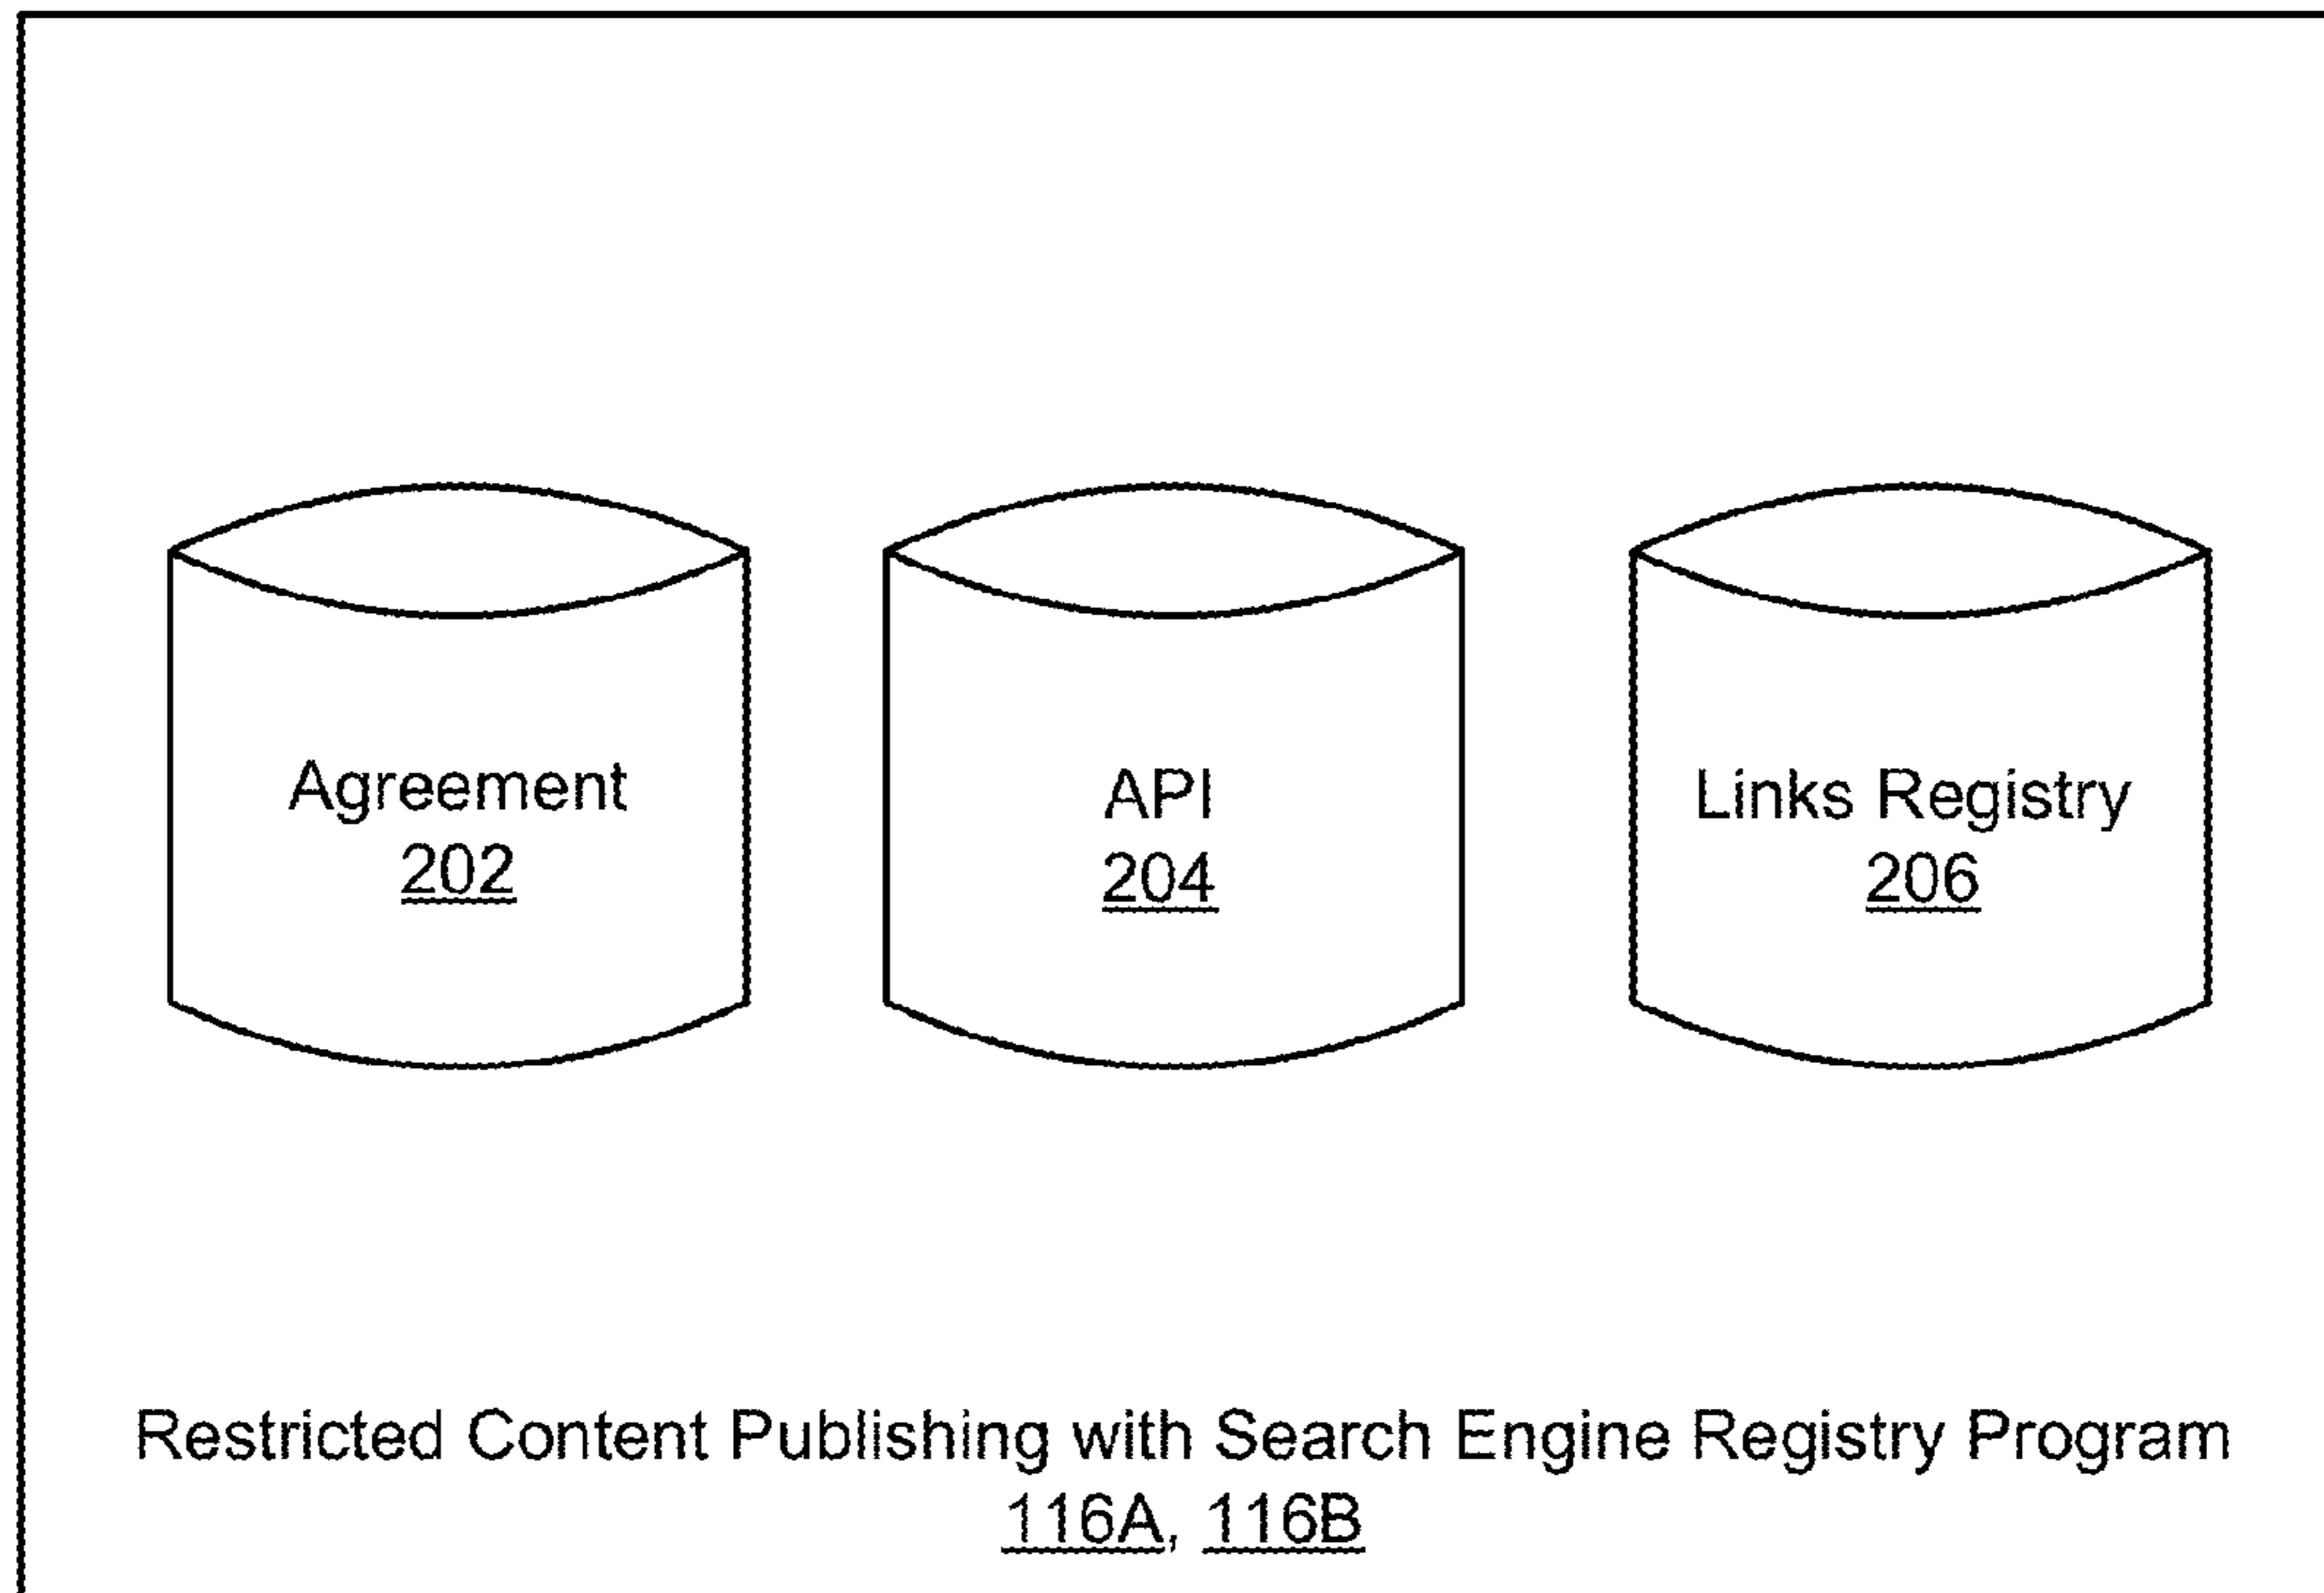 Agreement
202
API
204
Links Registry
206
Restricted Content Publishing with Search Engine Registry Program
116A, 116B